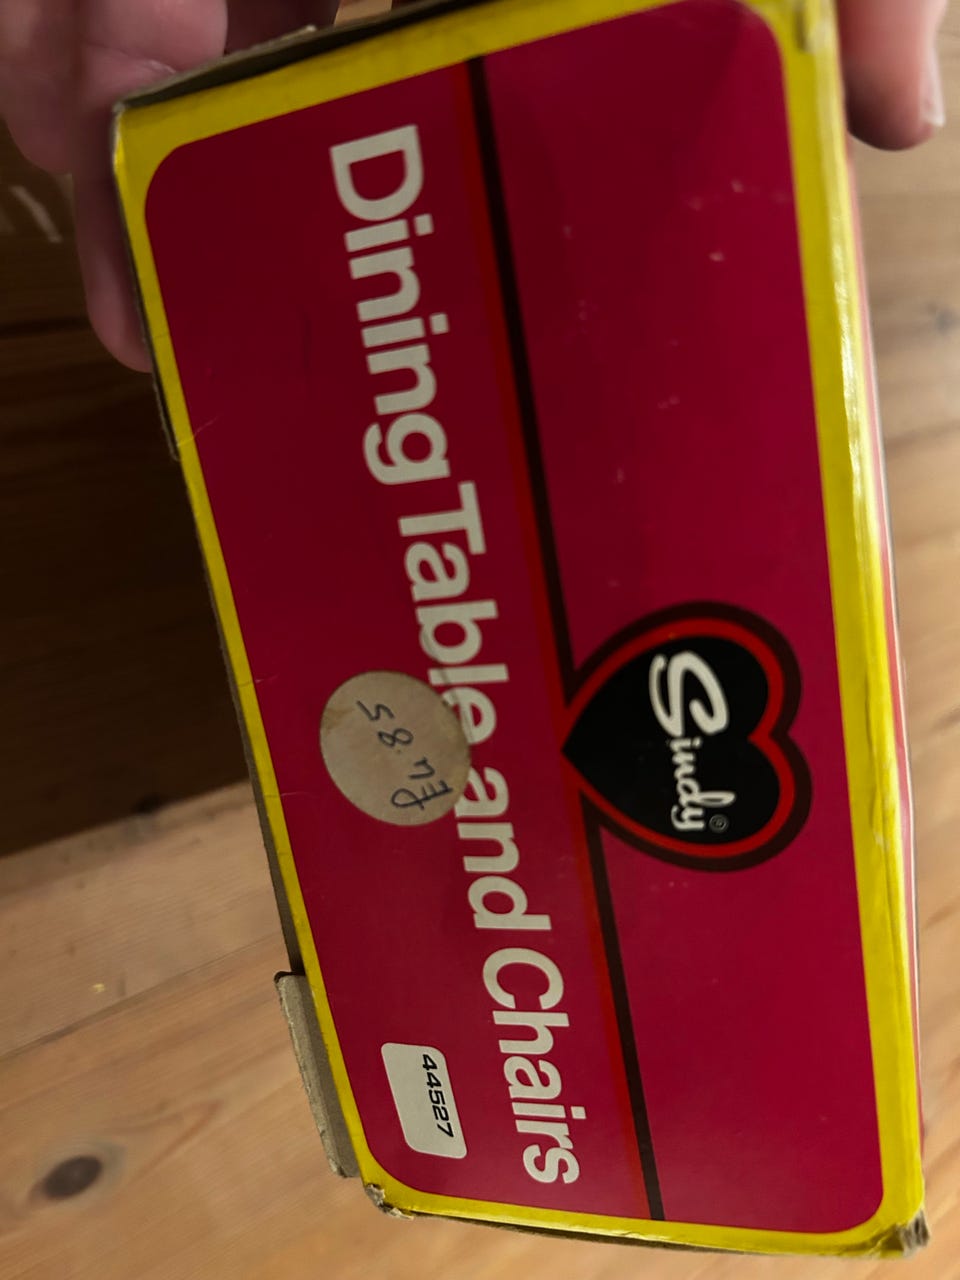 Sindy®
Dining Table and Chairs
£4.85
44527